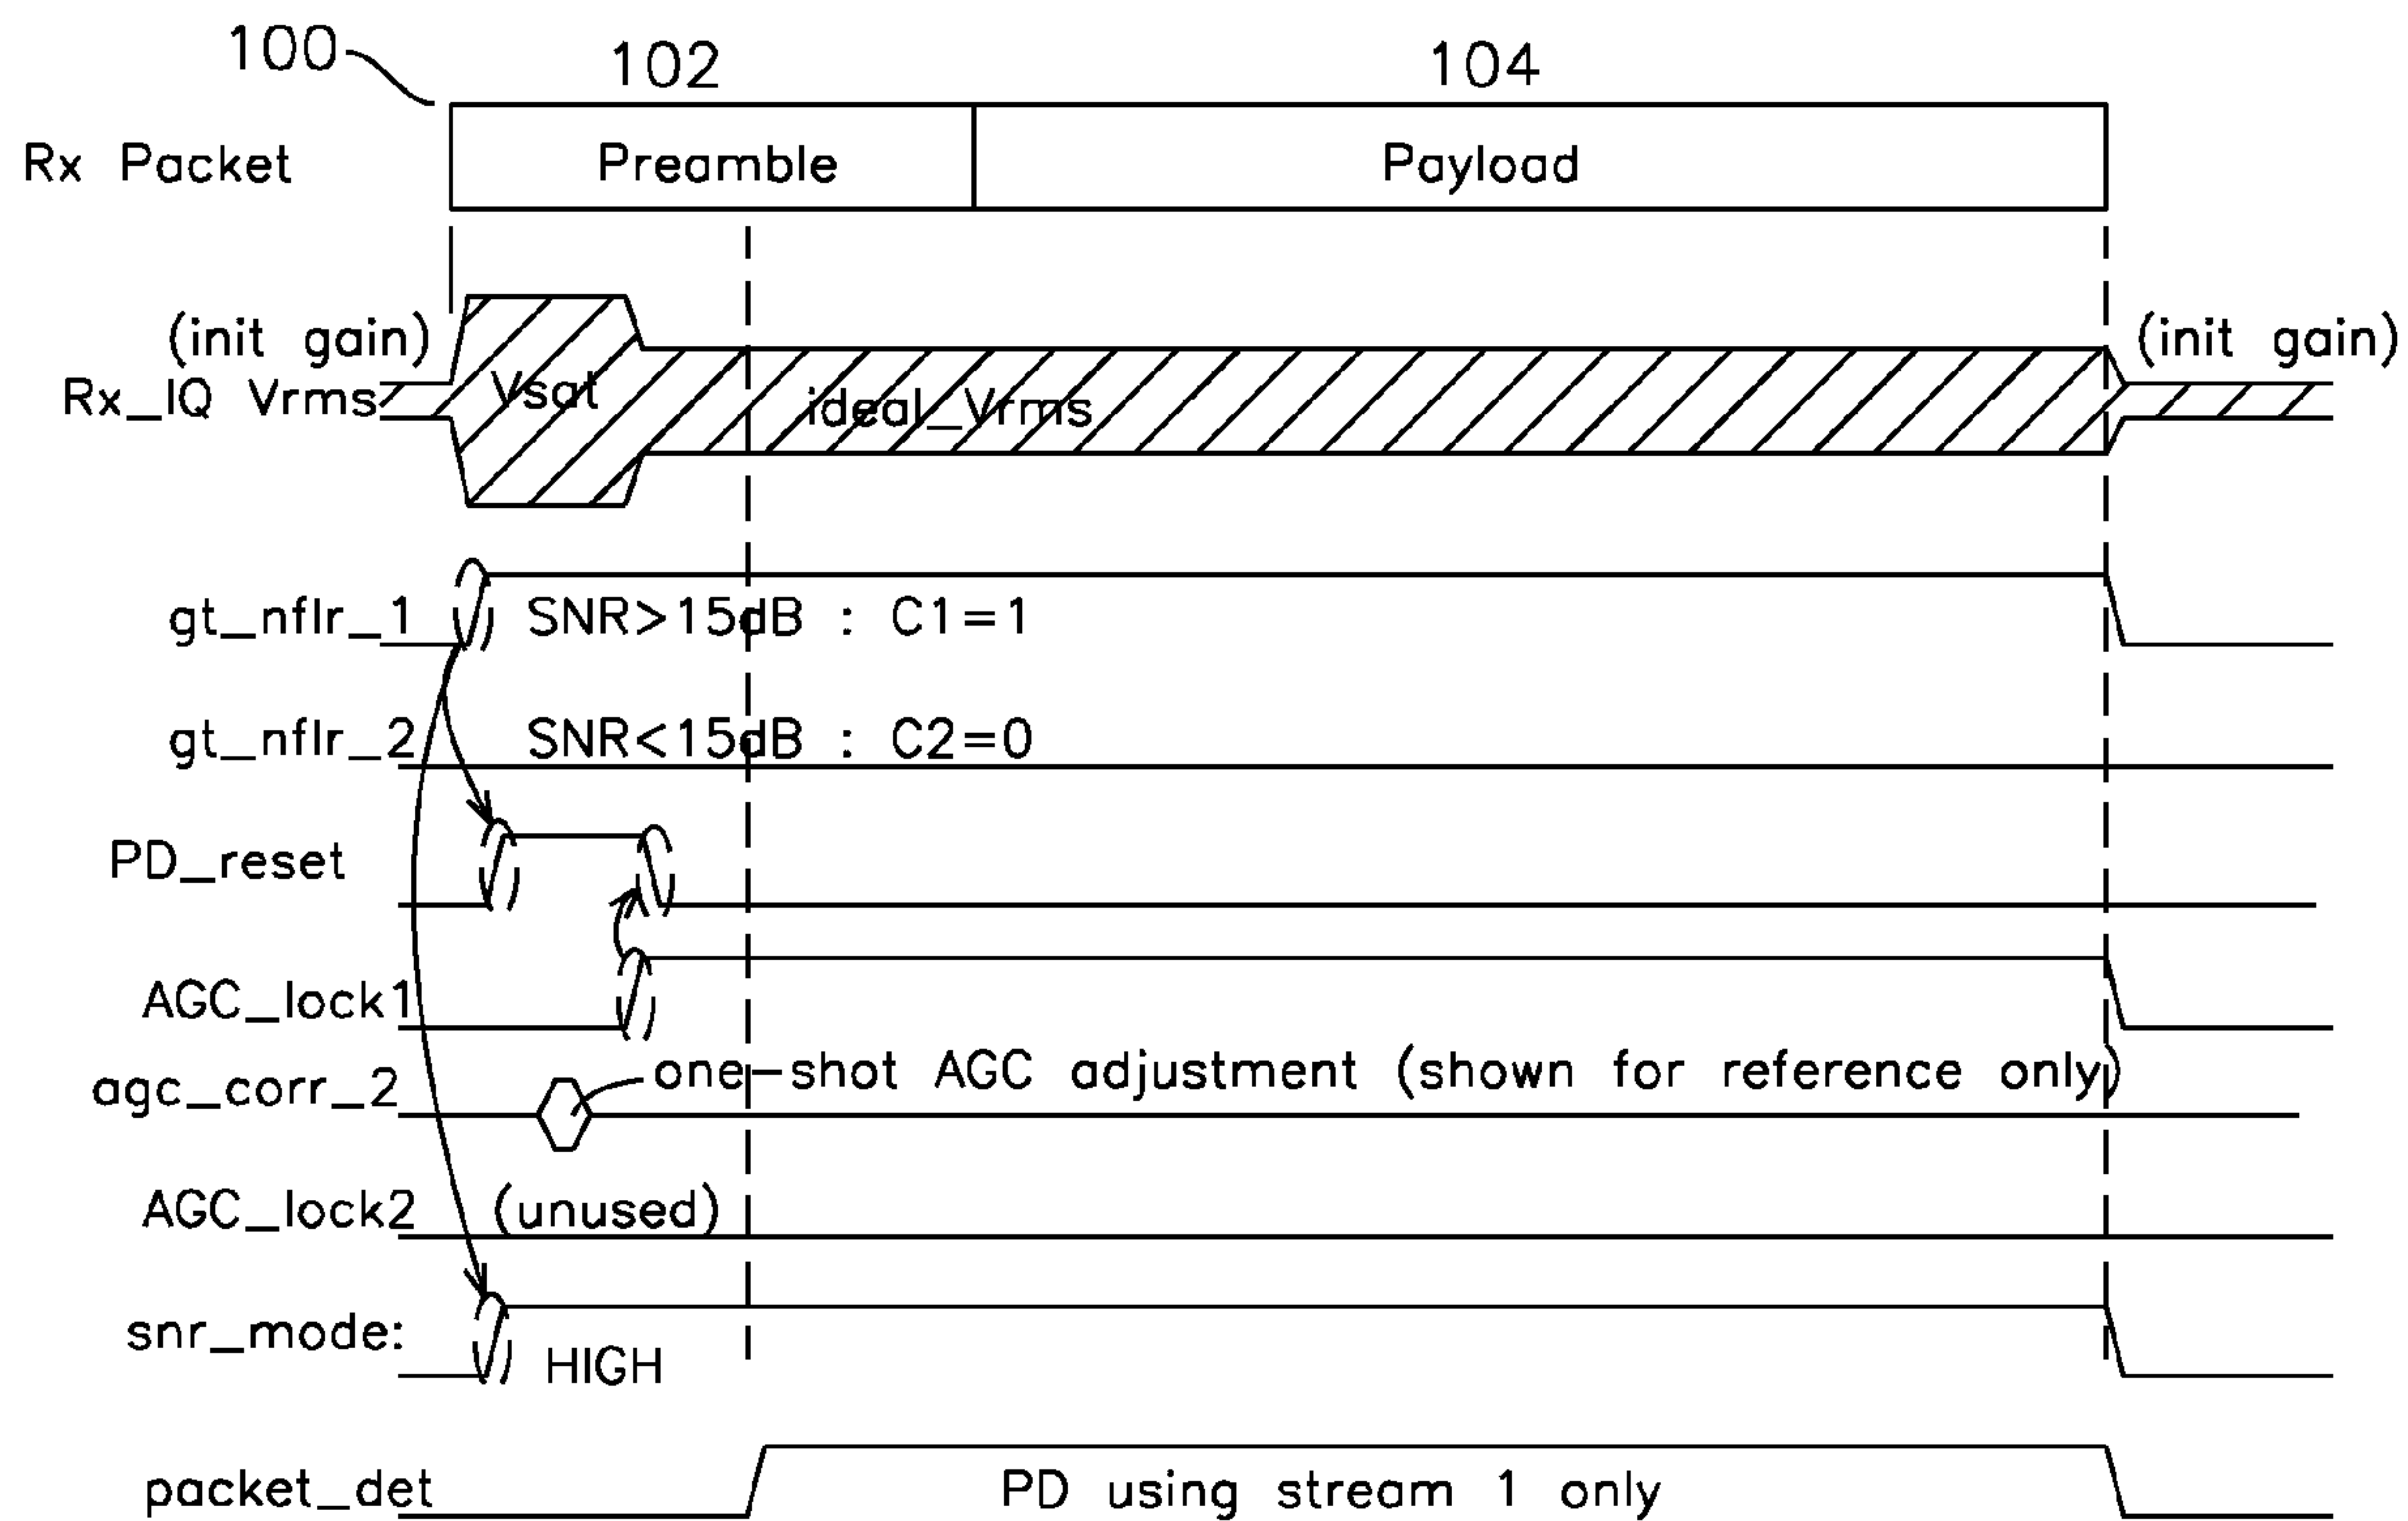 100
102
104
Rx Packet
Preamble
Payload
(init gain)
(init gain)
Rx_IQ Vrms
Vsat
ideal_Vrms
gt_nflr_1
SNR>15dB : C1=1
gt_nflr_2
SNR<15dB : C2=0
PD_reset
AGC_lock1
agc_corr_2
one-shot AGC adjustment (shown for reference only)
AGC_lock2
(unused)
snr_mode:
HIGH
packet_det
PD using stream 1 only